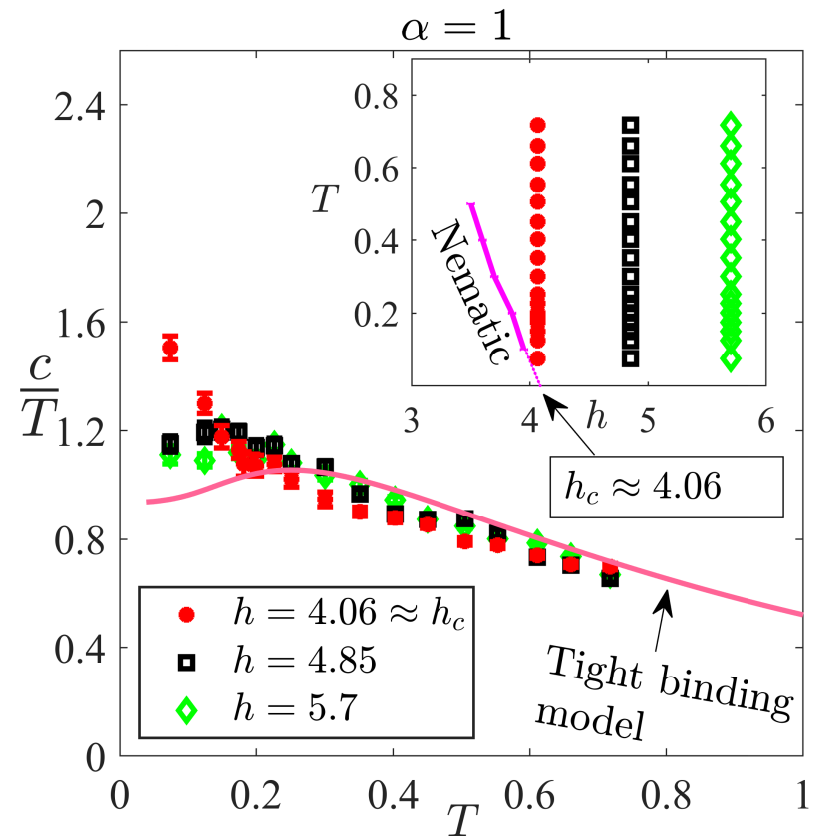 α = 1
c/T
2.4
2
1.6
1.2
0.8
0.4
0
0 0.2 0.4 0.6 0.8 1
T
T
0.8
0.6
0.4
0.2
3 4 5 6
h
Nematic
h_c ≈ 4.06
h = 4.06 ≈ h_c
h = 4.85
h = 5.7
Tight binding
model